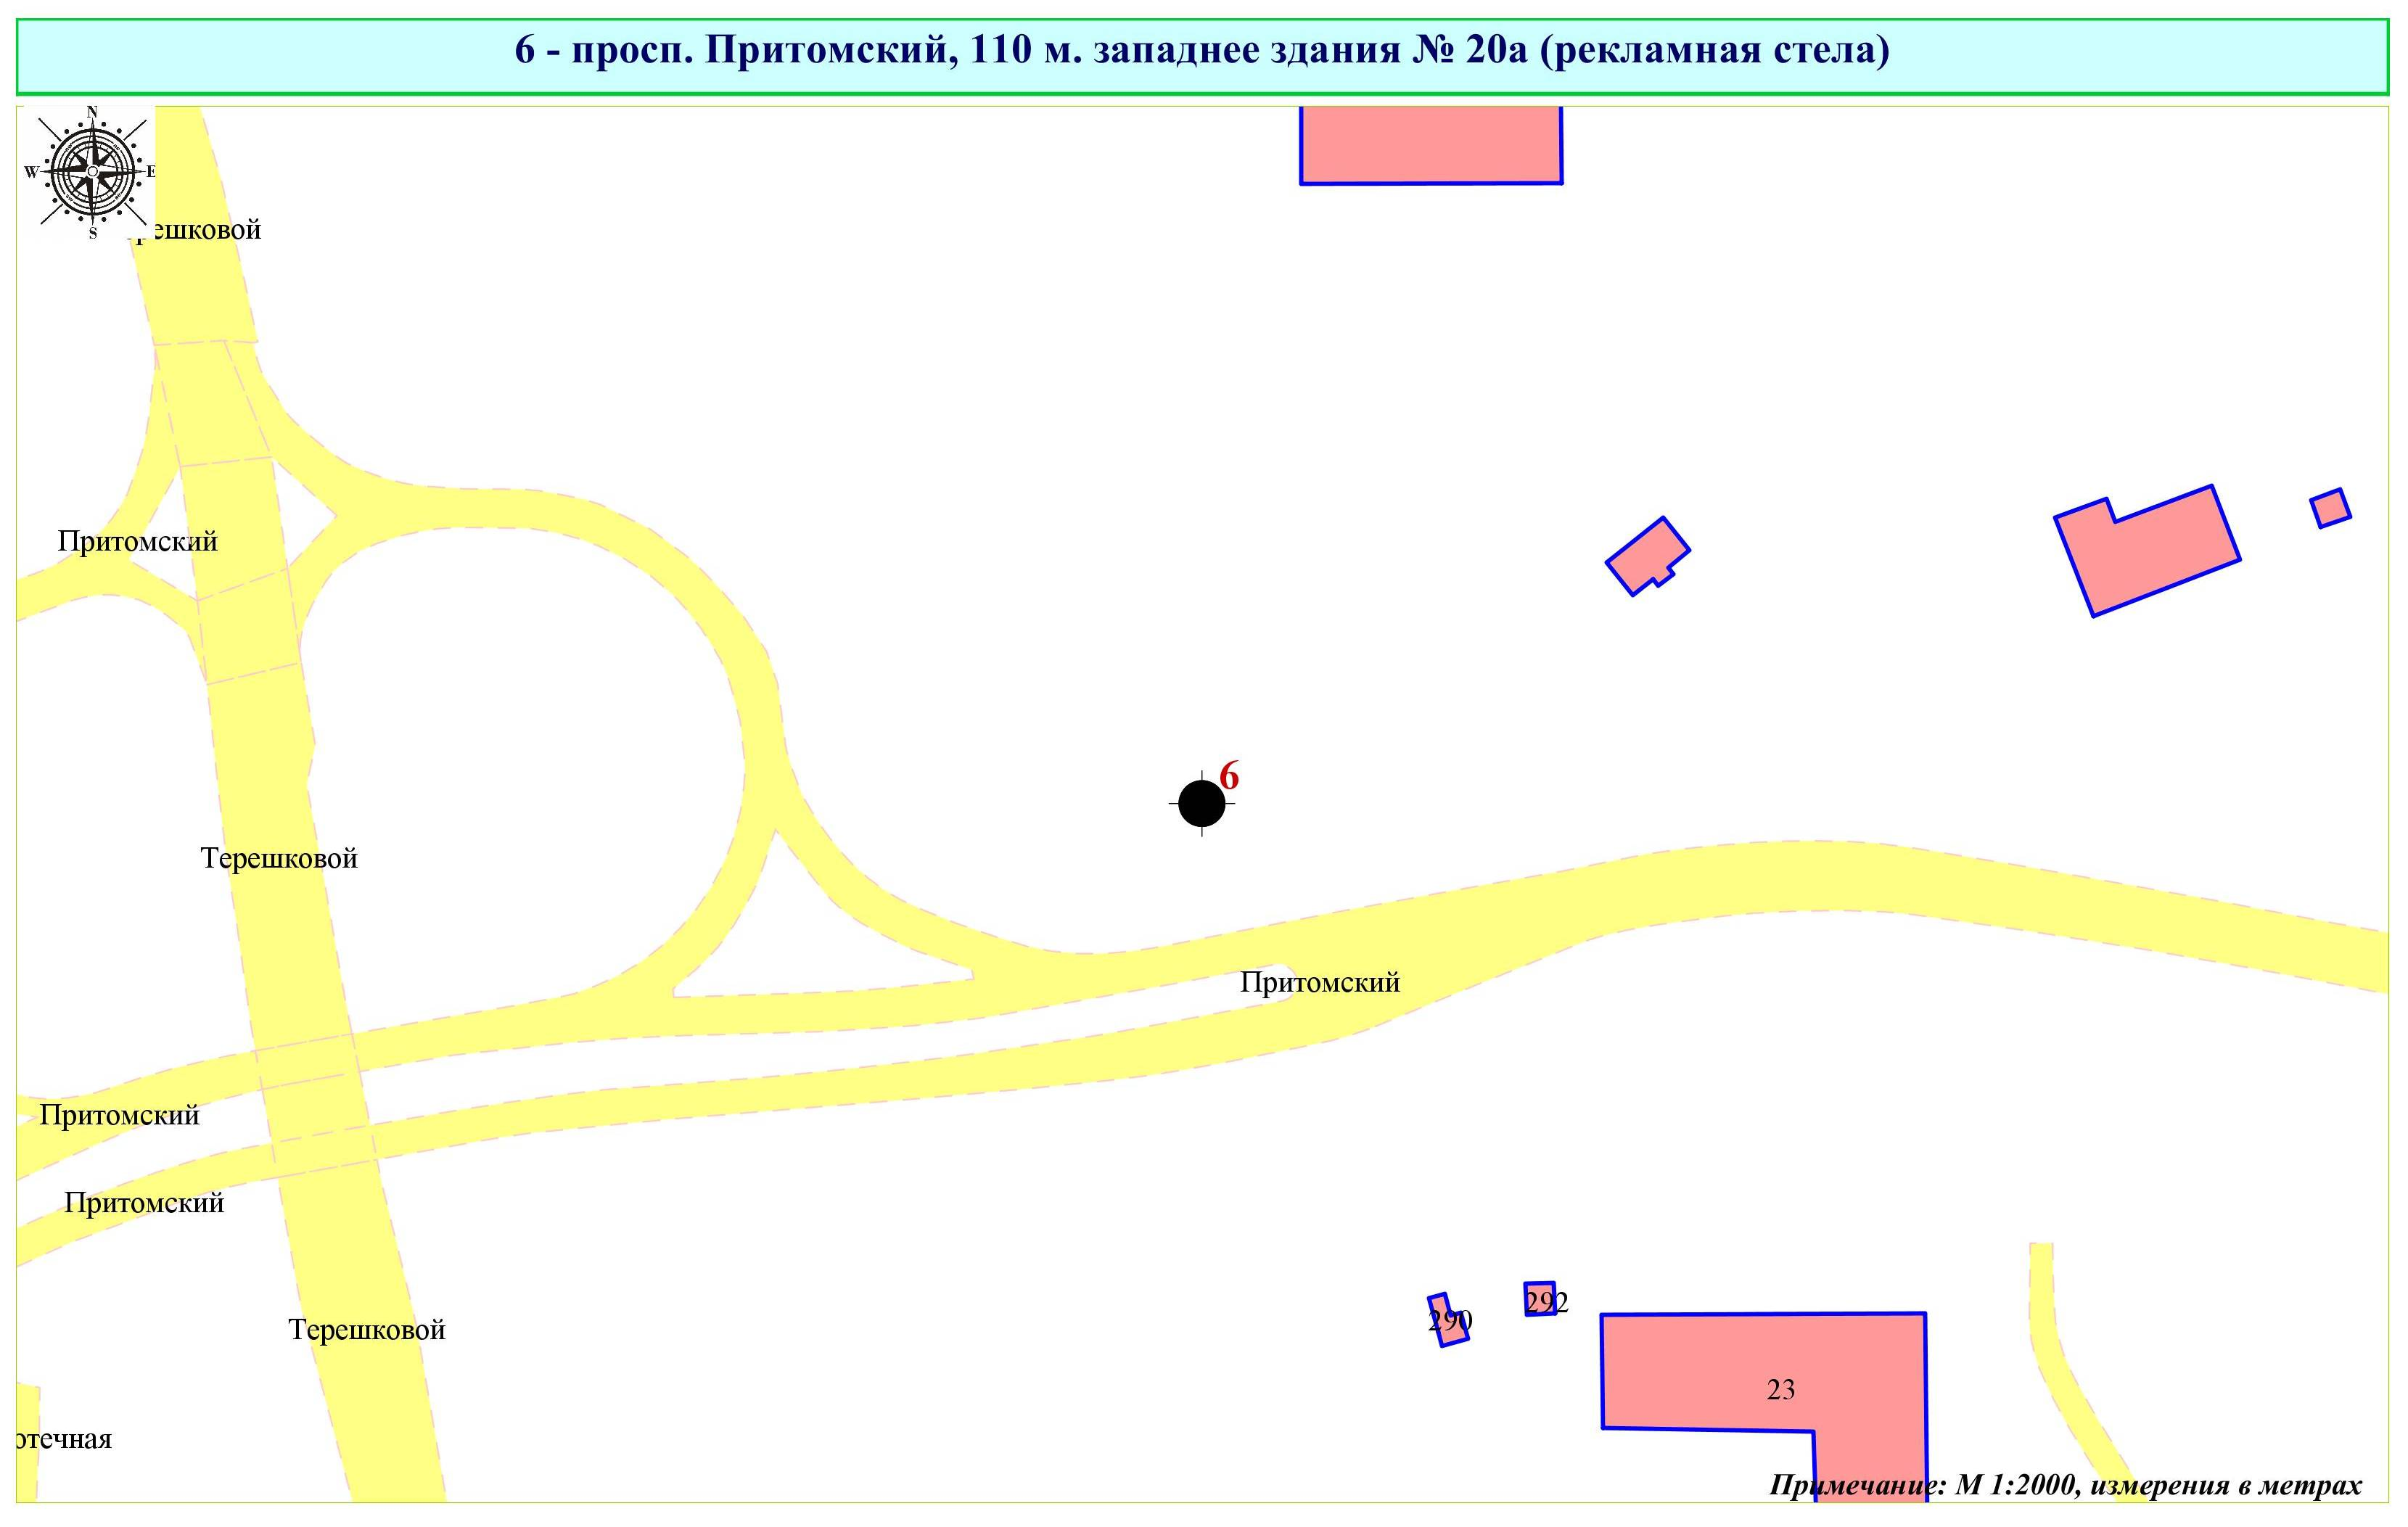 6 - просп. Притомский, 110 м. западнее здания № 20а (рекламная стела)
N
W E
S
решковой
Притомский
6
Терешковой
Притомский
Притомский
Притомский
292
290
Терешковой
23
отечная
Примечание: М 1:2000, измерения в метрах